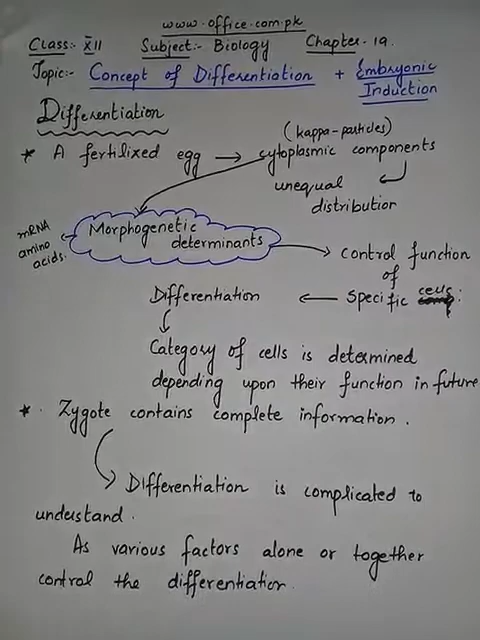 www.office.com.pk
Class:- XII Subject:- Biology Chapter- 19.
Topic:- Concept of Differentiation + Embryonic
Induction
Differentiation
(kappa-particles)
* A fertilized egg → cytoplasmic components
unequal
distribution
Morphogenetic
determinants
mRNA
amino
acids.
→ control function
of
Specific cells:
Differentiation ←
Category of cells is determined
depending upon their function in future
* Zygote contains complete information.
Differentiation is complicated to
understand.
As various factors alone or together
control the differentiation.